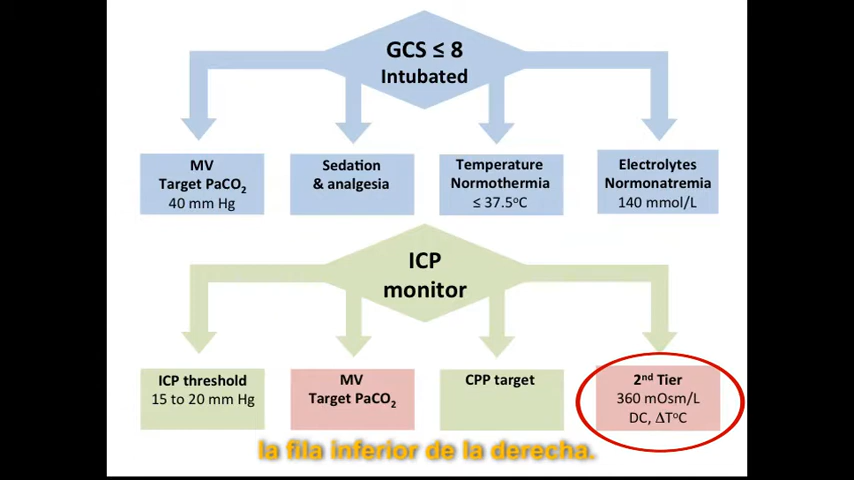 GCS ≤ 8
Intubated
MV
Target PaCO₂
40 mm Hg
Sedation
& analgesia
Temperature
Normothermia
≤ 37.5°C
Electrolytes
Normonatremia
140 mmol/L
ICP
monitor
ICP threshold
15 to 20 mm Hg
MV
Target PaCO₂
CPP target
2nd Tier
360 mOsm/L
DC, ΔT°C
la fila inferior de la derecha.